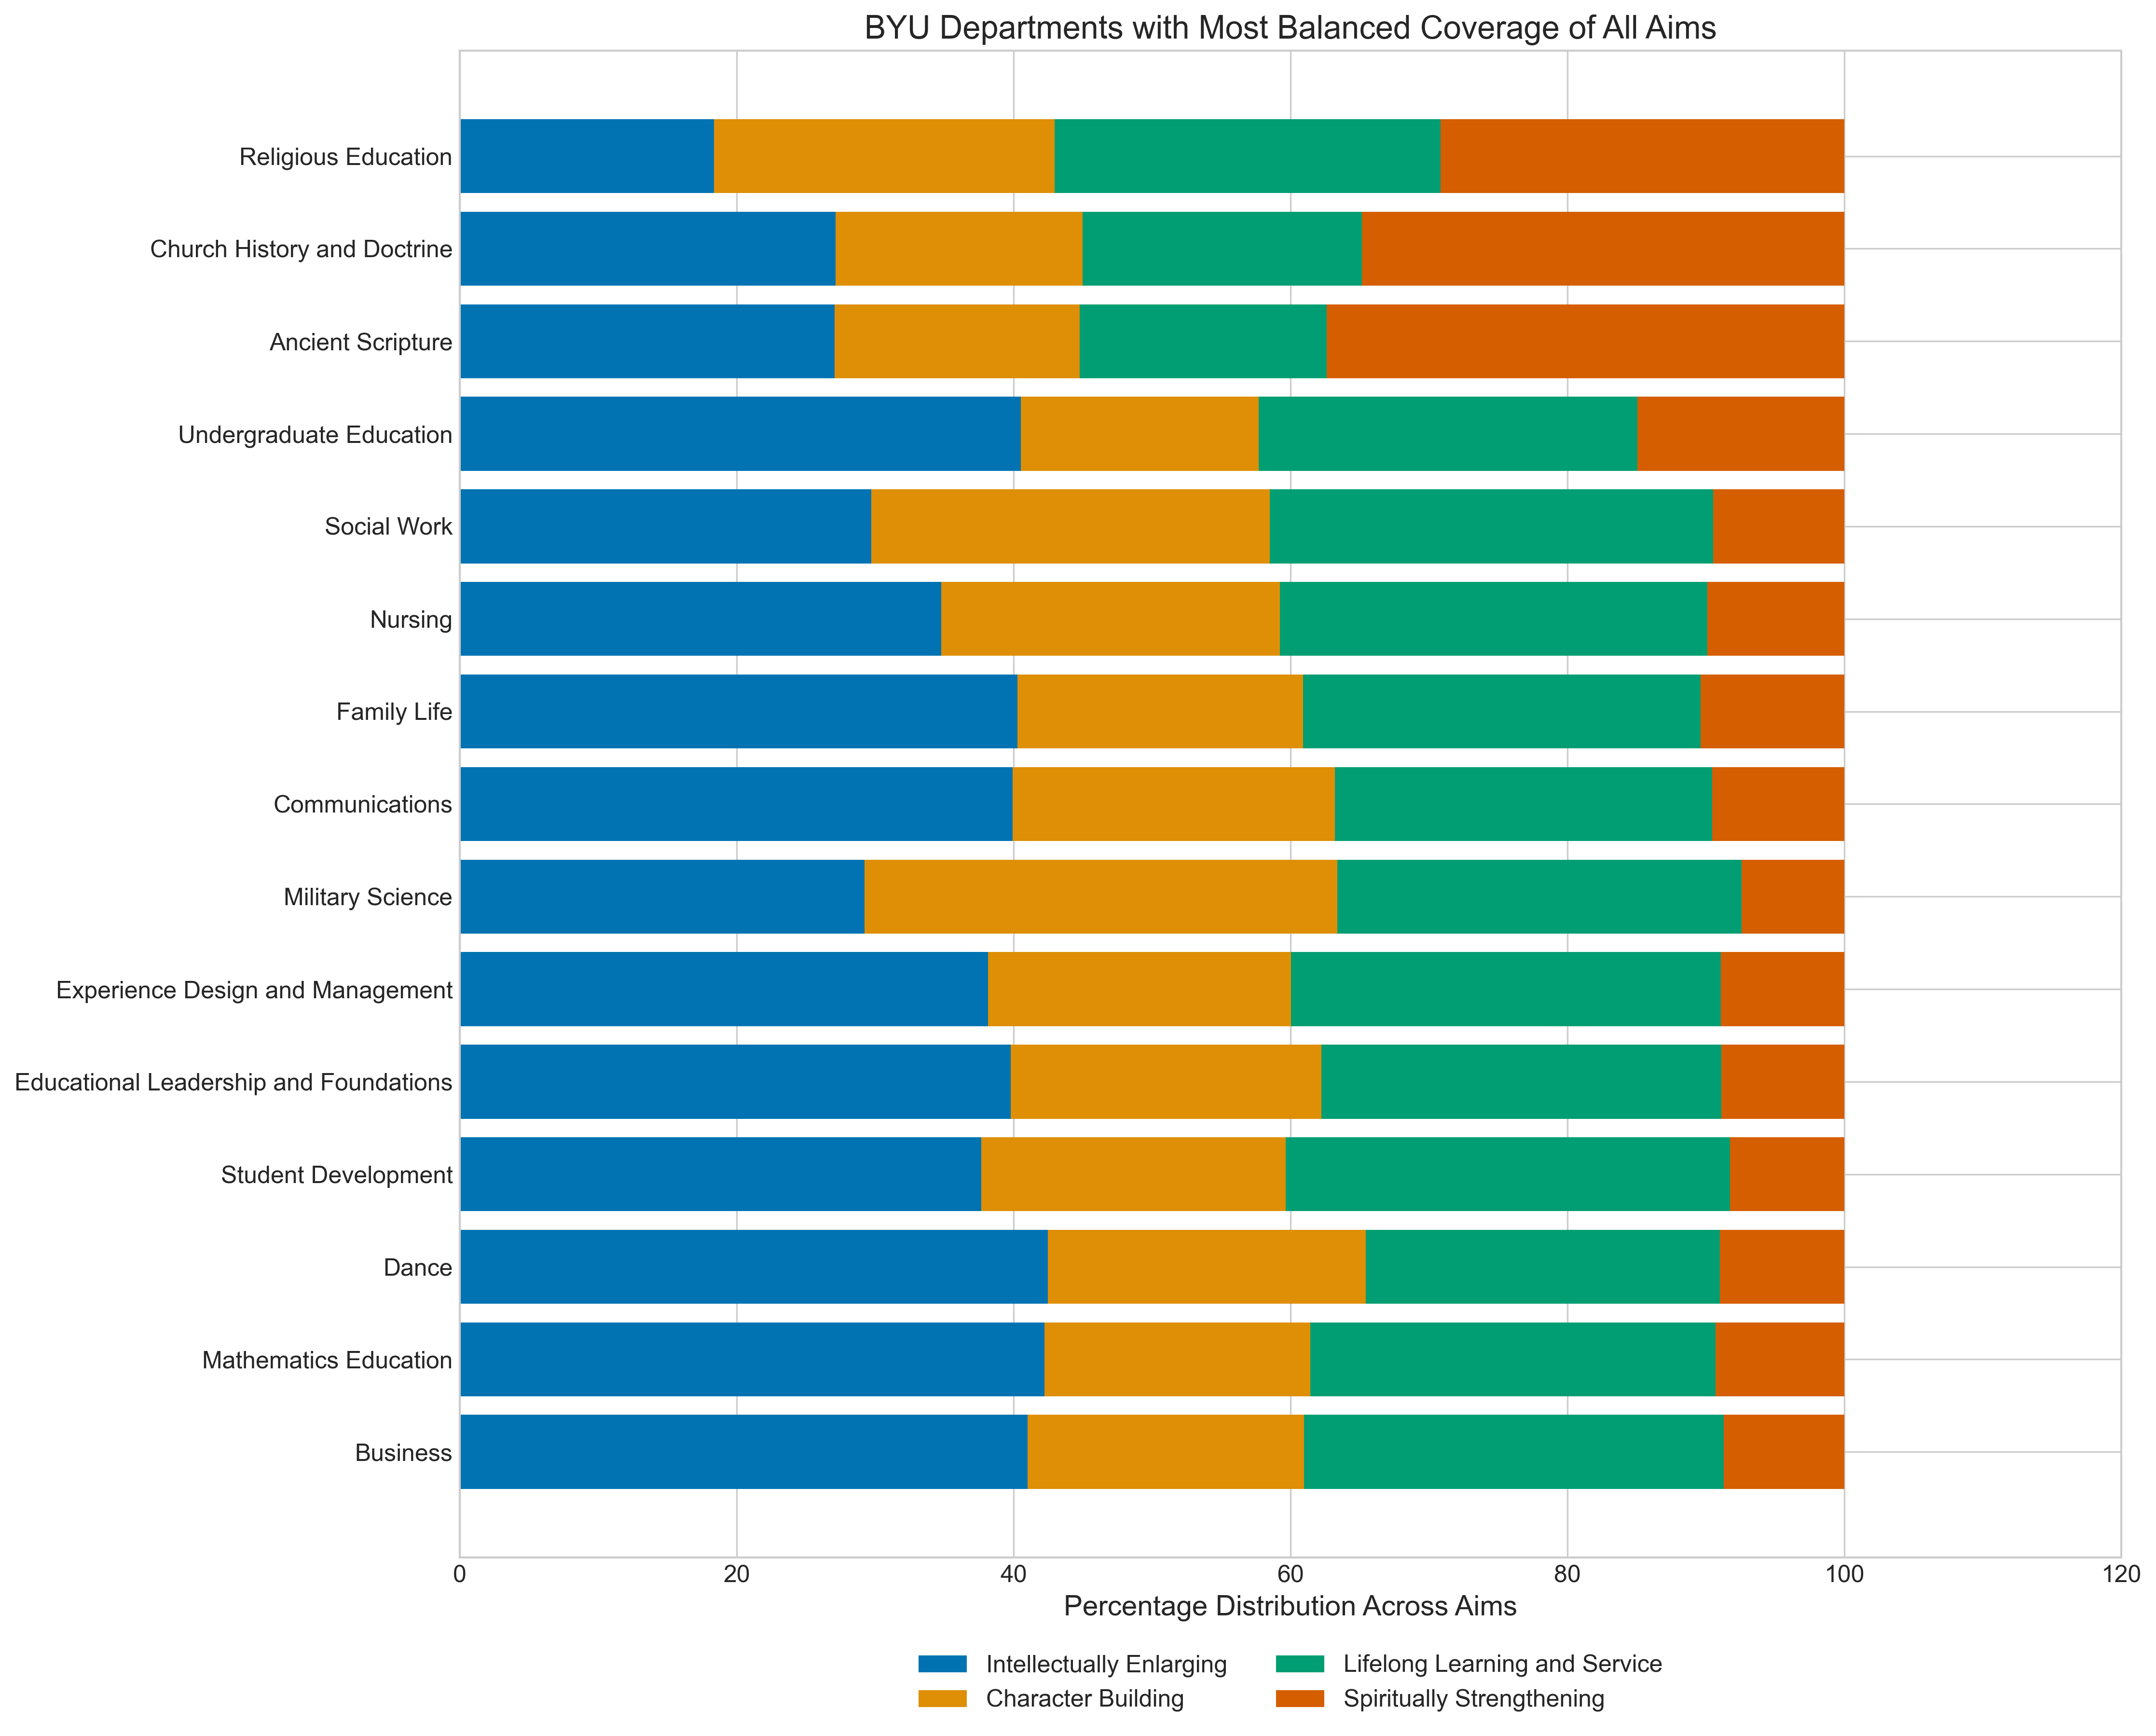 BYU Departments with Most Balanced Coverage of All Aims
Religious Education
Church History and Doctrine
Ancient Scripture
Undergraduate Education
Social Work
Nursing
Family Life
Communications
Military Science
Experience Design and Management
Educational Leadership and Foundations
Student Development
Dance
Mathematics Education
Business
0 20 40 60 80 100 120
Percentage Distribution Across Aims
Intellectually Enlarging
Character Building
Lifelong Learning and Service
Spiritually Strengthening